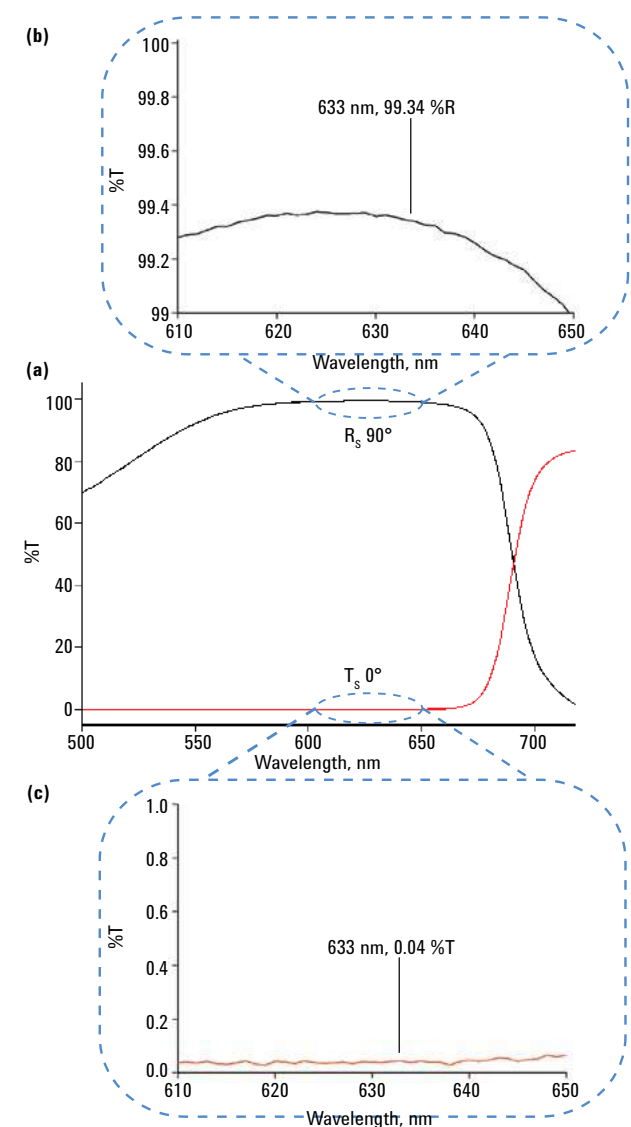 (b)
100
99.8
99.6
99.4
99.2
99
%T
633 nm, 99.34 %R
610 620 630 640 650
Wavelength, nm
(a)
100
80
60
40
20
0
%T
R_s 90°
T_s 0°
500 550 600 650 700
Wavelength, nm
(c)
1.0
0.8
0.6
0.4
0.2
0.0
%T
633 nm, 0.04 %T
610 620 630 640 650
Wavelength, nm